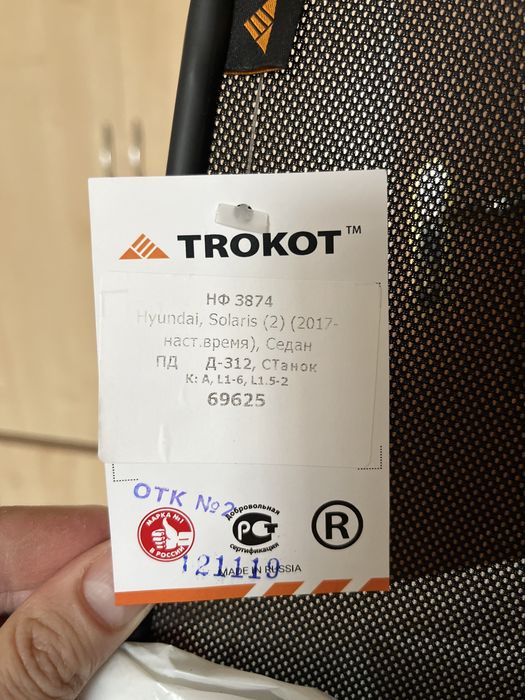 TROKOT™
НФ 3874
Hyundai, Solaris (2) (2017-
наст.время), Седан
ПД Д-312, СТанок
К: А, L1-6, L1.5-2
69625
ОТК №2
МАРКА №1
В РОССИИ
Добровольная
РСТ
сертификация
®
121119
MADE IN RUSSIA